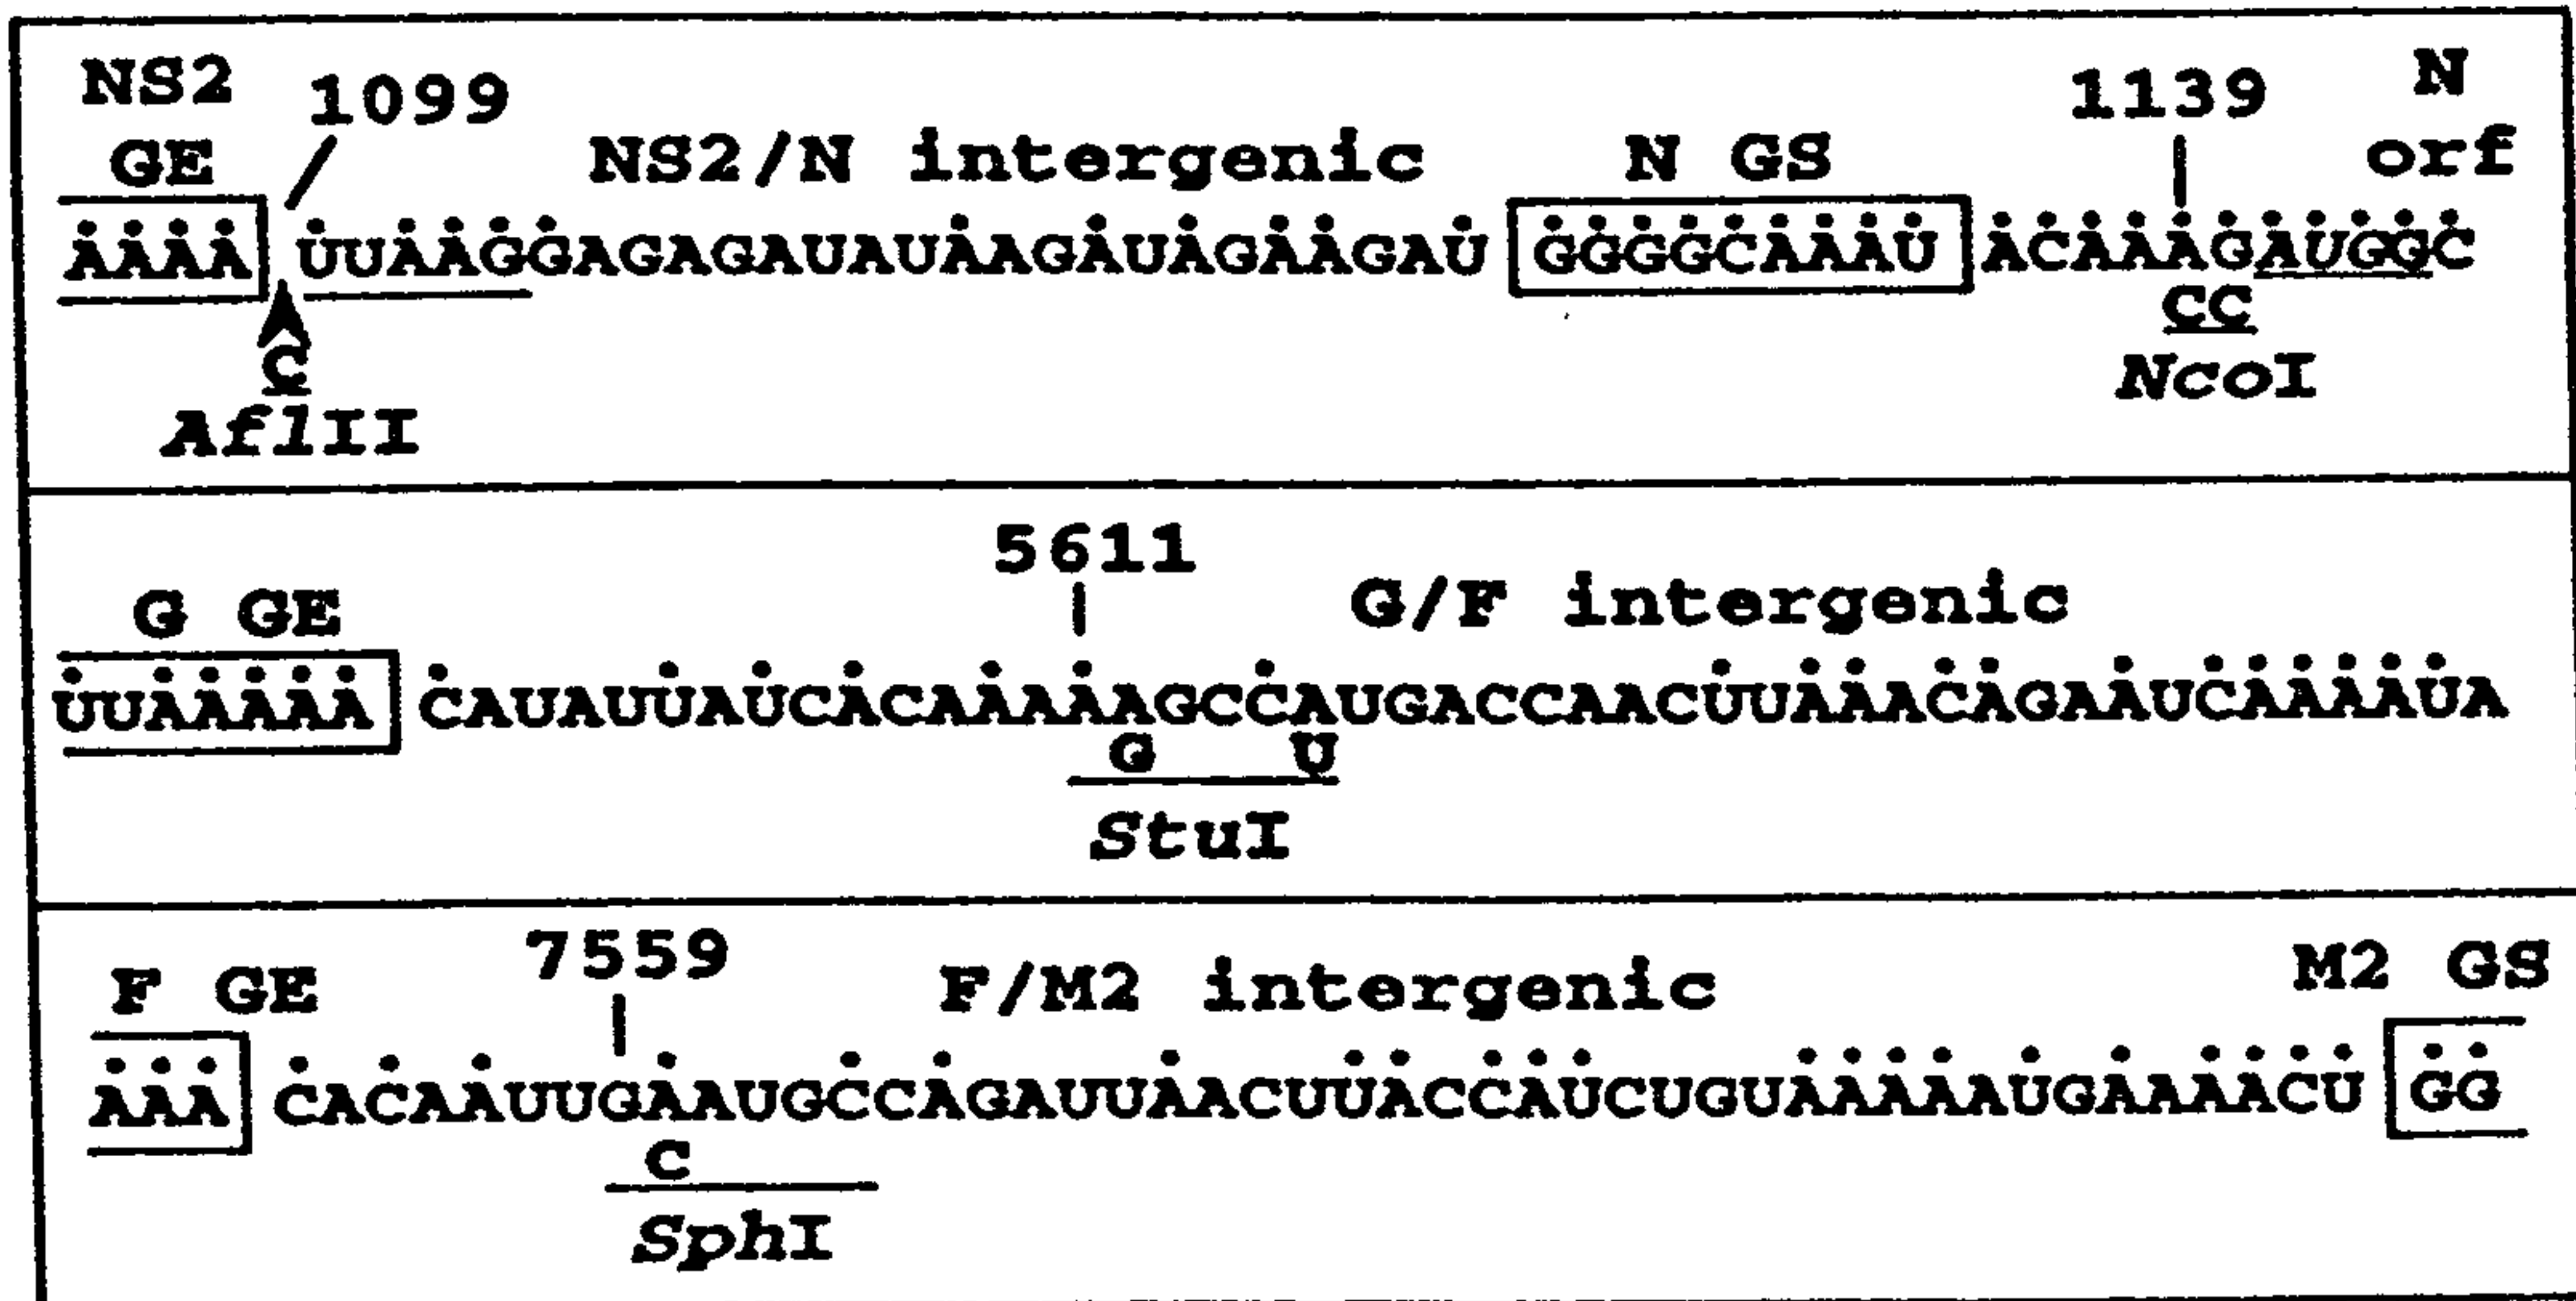 NS2 1099 1139 N
GE NS2/N intergenic N GS orf
AAAA UUAAGGAGAGAUAUAAGAUAGAAGAU GGGGCAAAU ACAAAGAUGGC
C CC
AflII NcoI
5611
G GE G/F intergenic
UUAAAAA CAUAUUAUCACAAAAAGCCAUGACCAACUUAAACAGAAUCAAAAUA
G U
StuI
7559
F GE F/M2 intergenic M2 GS
AAA CACAAUUGAAUGCCAGAUUAACUUACCAUCUGUAAAAAUGAAAACU GG
C
SphI